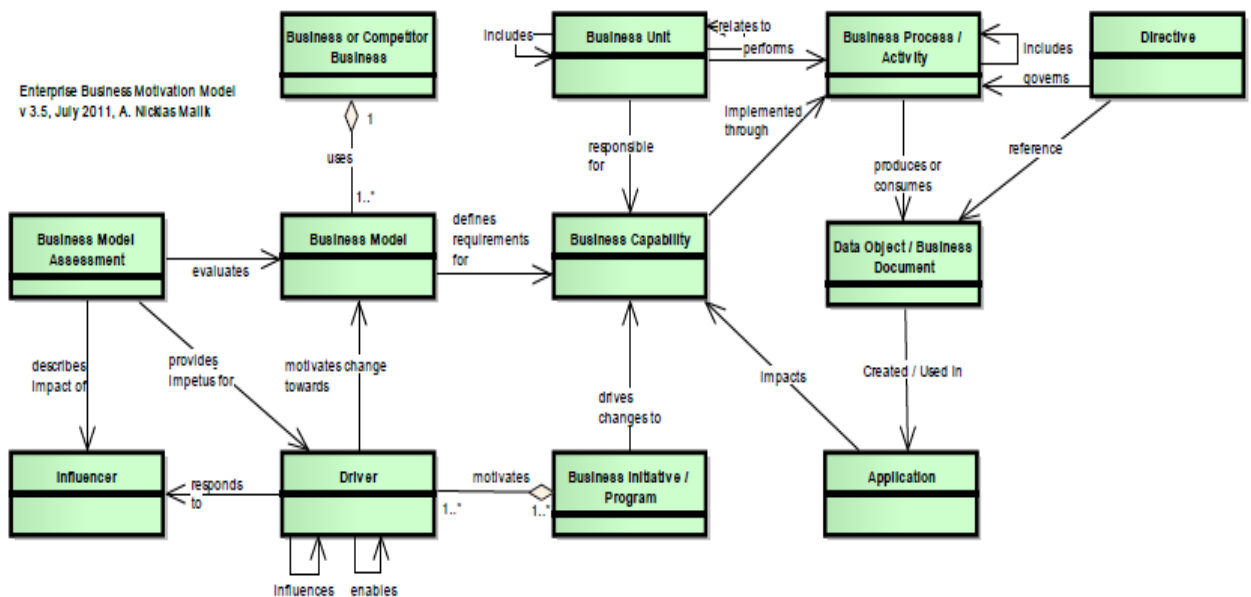 Business or Competitor
Business
Business Unit
Includes
relates to
performs
Business Process /
Activity
Includes
Directive
governs
Enterprise Business Motivation Model
v 3.5, July 2011, A. Nicklas Malik
1
uses
1..*
responsible
for
Implemented
through
produces or
consumes
reference
Business Model
Assessment
evaluates
Business Model
defines
requirements
for
Business Capability
Data Object / Business
Document
describes
Impact of
provides
Impetus for
motivates change
towards
drives
changes to
Impacts
Created / Used In
Influencer
responds
to
Driver
motivates
1..*
1..*
Business Initiative /
Program
Application
Influences
enables